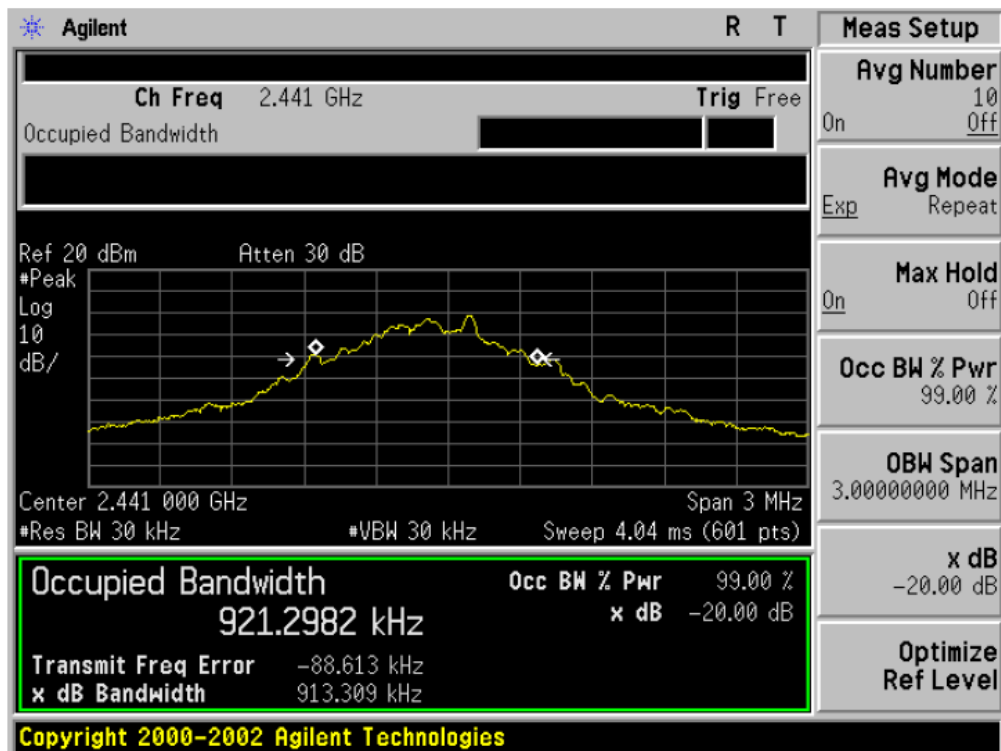 Agilent R T
Ch Freq 2.441 GHz Trig Free
Occupied Bandwidth
Ref 20 dBm Atten 30 dB
#Peak
Log
10
dB/
Center 2.441 000 GHz Span 3 MHz
#Res BW 30 kHz #VBW 30 kHz Sweep 4.04 ms (601 pts)
Occupied Bandwidth Occ BW % Pwr 99.00 %
921.2982 kHz x dB -20.00 dB
Transmit Freq Error -88.613 kHz
x dB Bandwidth 913.309 kHz
Copyright 2000-2002 Agilent Technologies
Meas Setup
Avg Number
10
On Off
Avg Mode
Exp Repeat
Max Hold
On Off
Occ BW % Pwr
99.00 %
OBW Span
3.00000000 MHz
x dB
-20.00 dB
Optimize
Ref Level